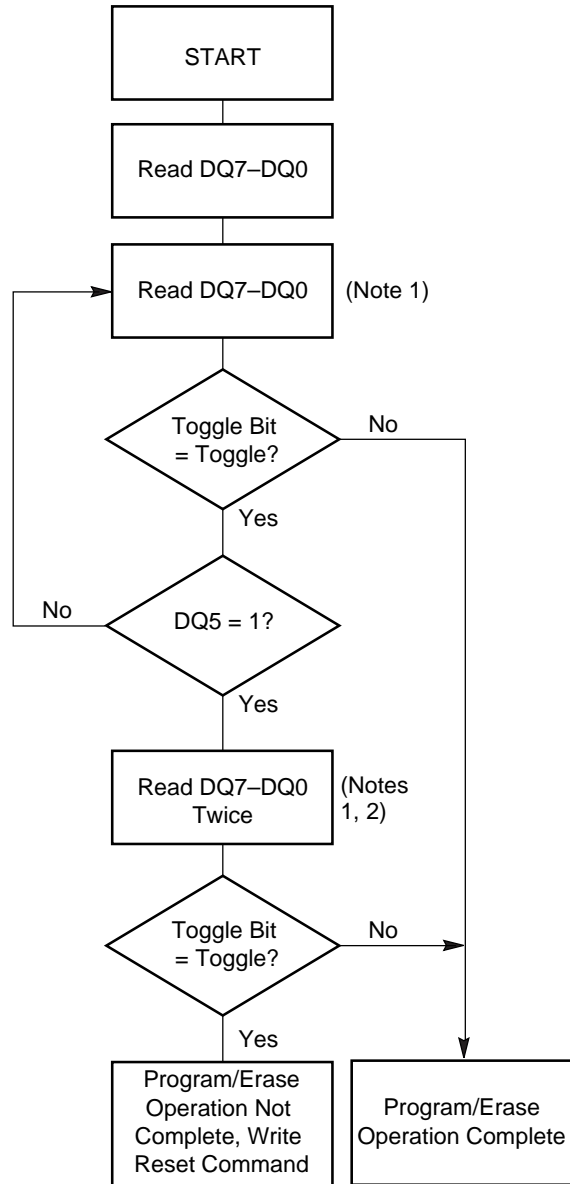 START
Read DQ7–DQ0
Read DQ7–DQ0
(Note 1)
Toggle Bit
= Toggle?
No
Yes
No
DQ5 = 1?
Yes
Read DQ7–DQ0
Twice
(Notes
1, 2)
Toggle Bit
= Toggle?
No
Yes
Program/Erase
Operation Not
Complete, Write
Reset Command
Program/Erase
Operation Complete